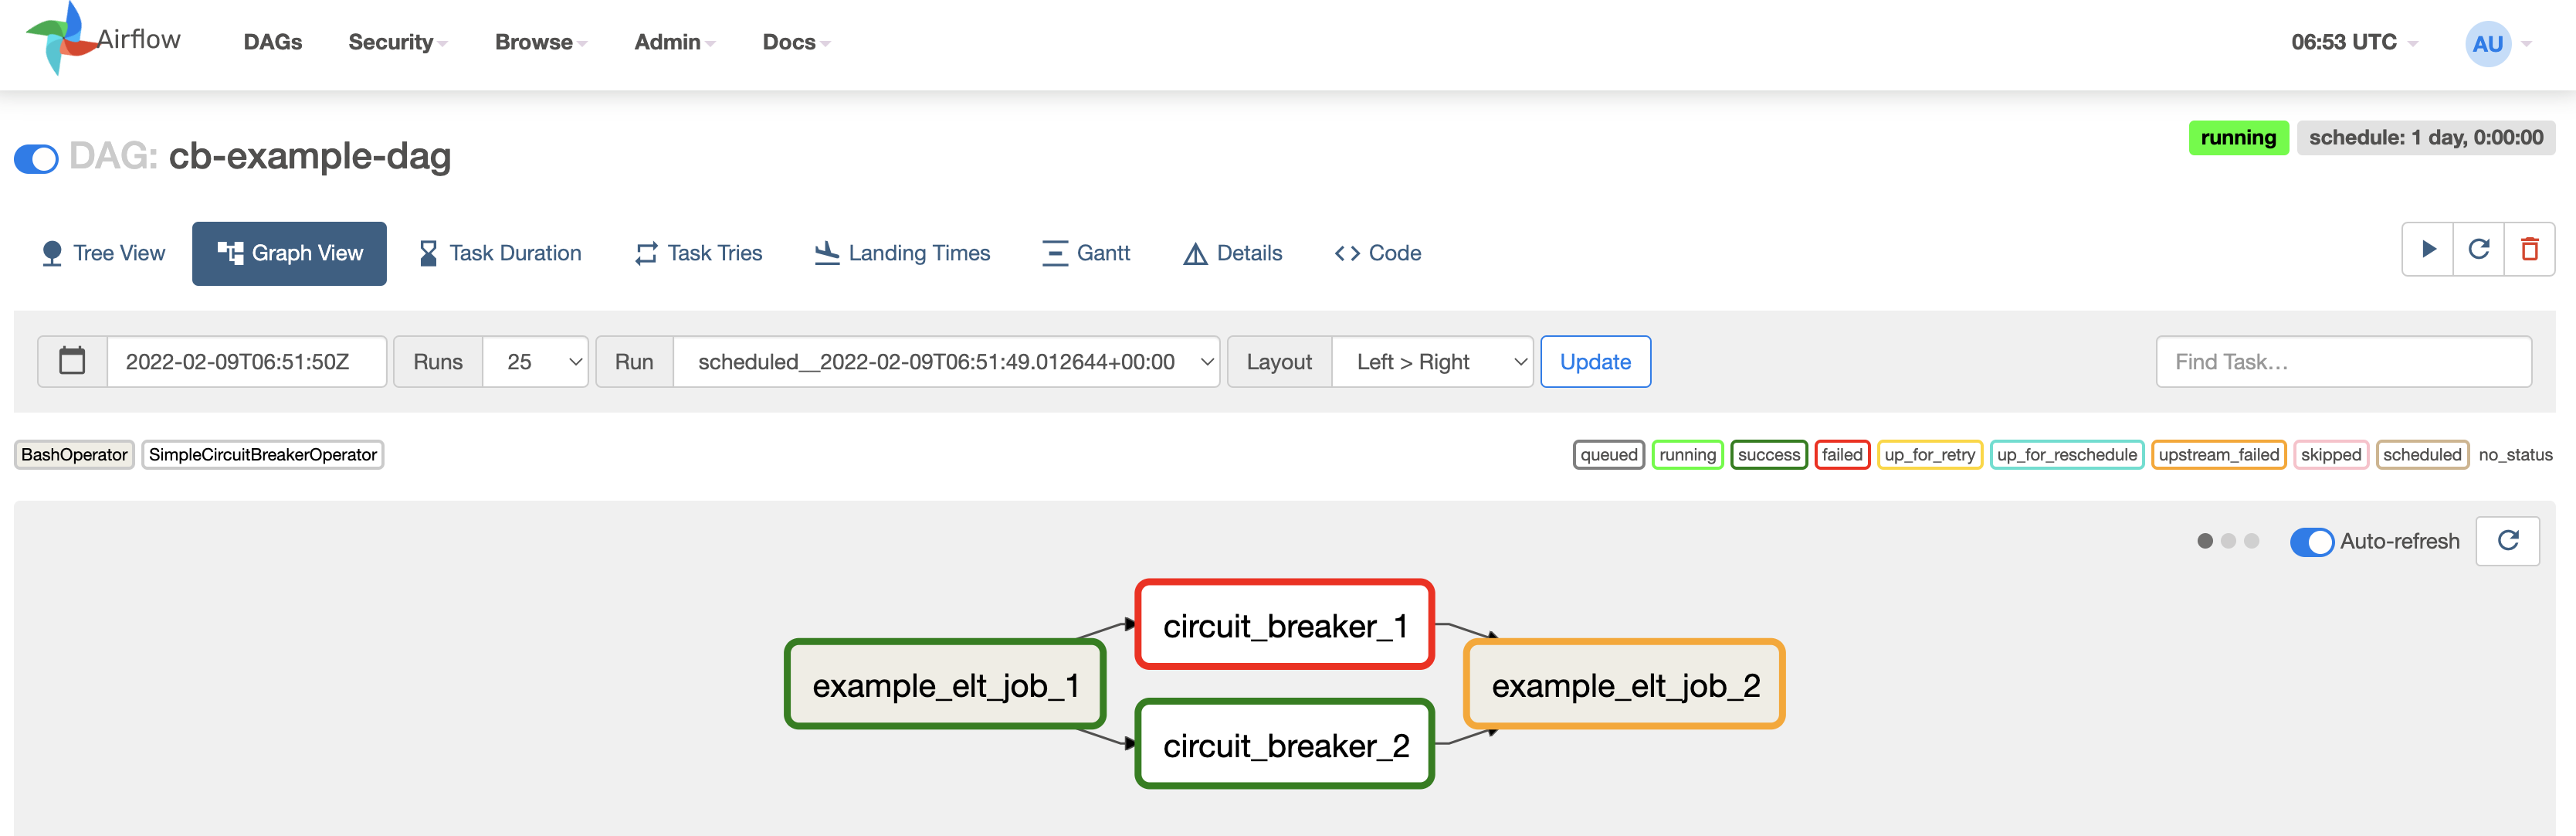 Airflow DAGs Security Browse Admin Docs 06:53 UTC AU
running schedule: 1 day, 0:00:00
DAG: cb-example-dag
Tree View Graph View Task Duration Task Tries Landing Times Gantt Details Code
2022-02-09T06:51:50Z Runs 25 Run scheduled__2022-02-09T06:51:49.012644+00:00 Layout Left > Right Update Find Task...
BashOperator SimpleCircuitBreakerOperator queued running success failed up_for_retry up_for_reschedule upstream_failed skipped scheduled no_status
Auto-refresh
circuit_breaker_1
example_elt_job_1 example_elt_job_2
circuit_breaker_2